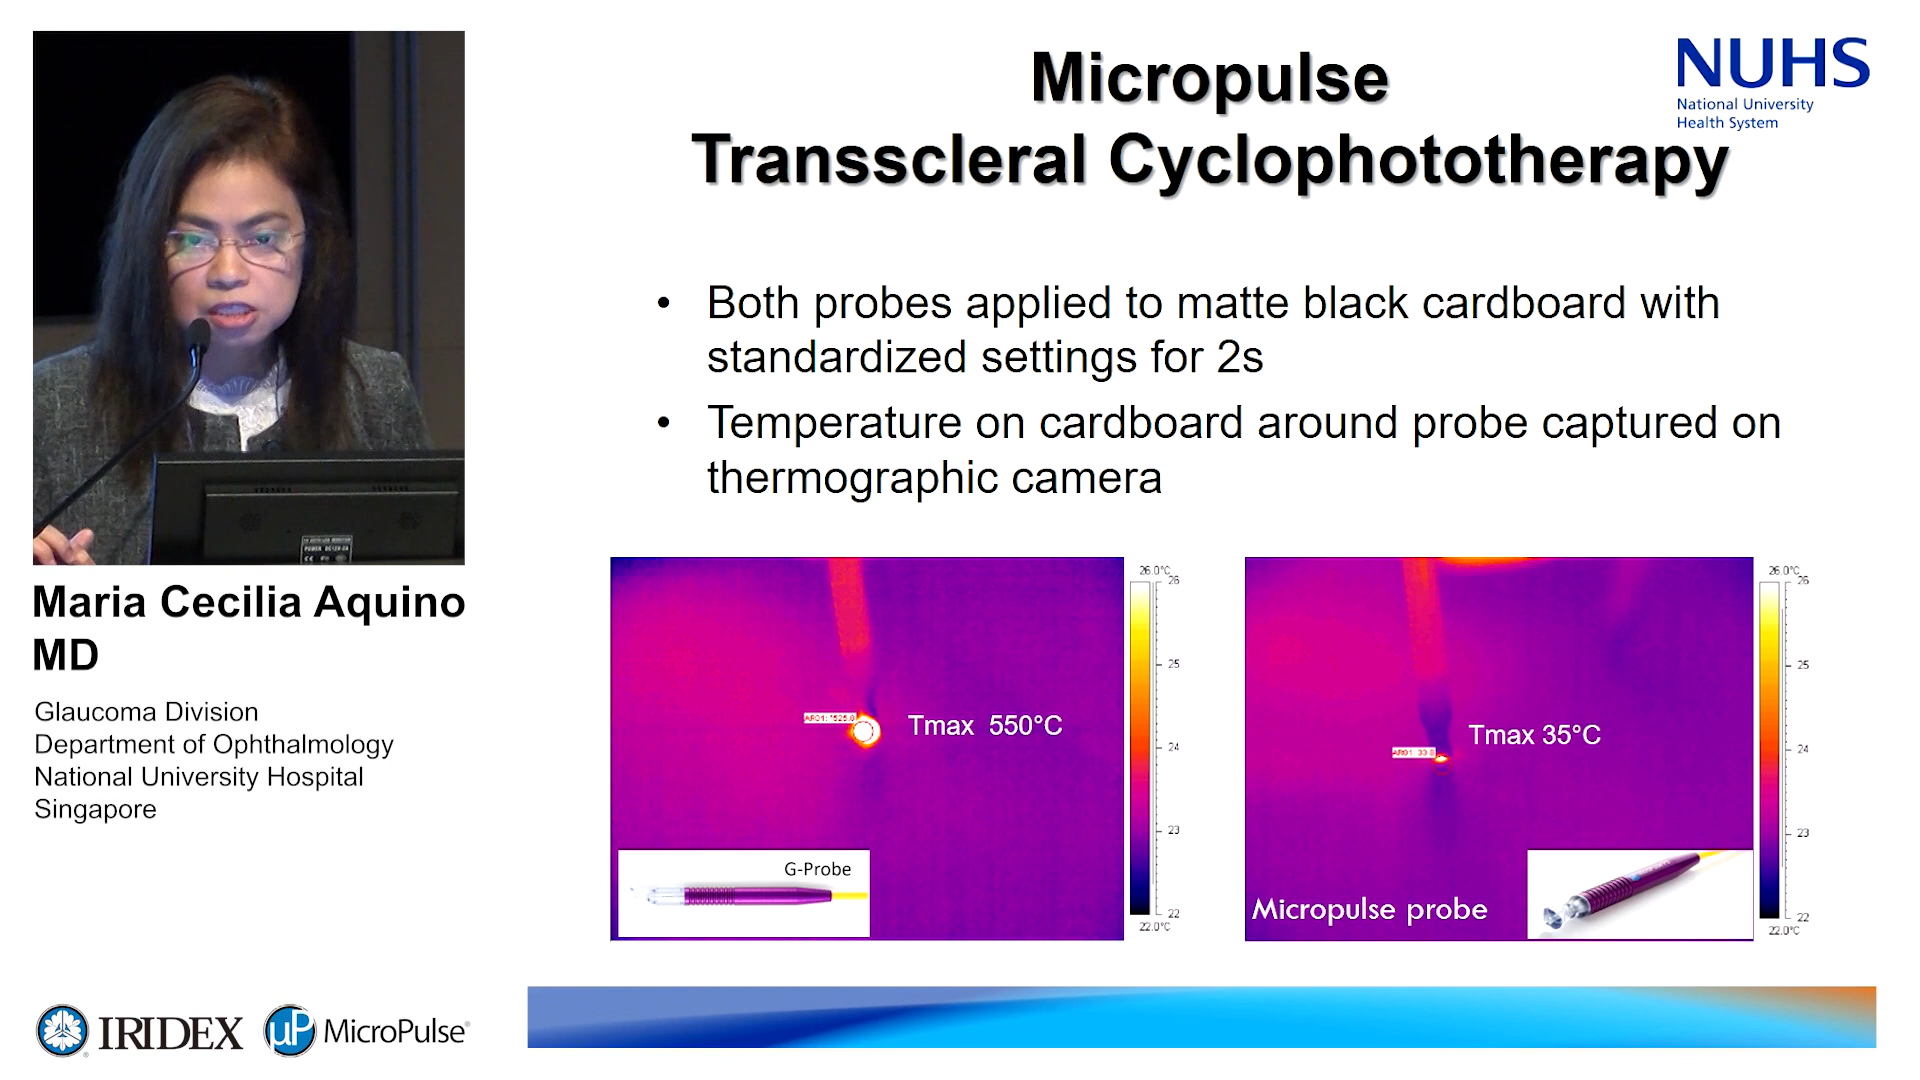 Micropulse
Transscleral Cyclophototherapy
NUHS
National University
Health System
• Both probes applied to matte black cardboard with
standardized settings for 2s
• Temperature on cardboard around probe captured on
thermographic camera
Maria Cecilia Aquino
MD
Glaucoma Division
Department of Ophthalmology
National University Hospital
Singapore
Tmax 550°C
G-Probe
26.0°C
26
25
24
23
22
22.0°C
Tmax 35°C
Micropulse probe
26.0°C
26
25
24
23
22
22.0°C
IRIDEX
µP MicroPulse®